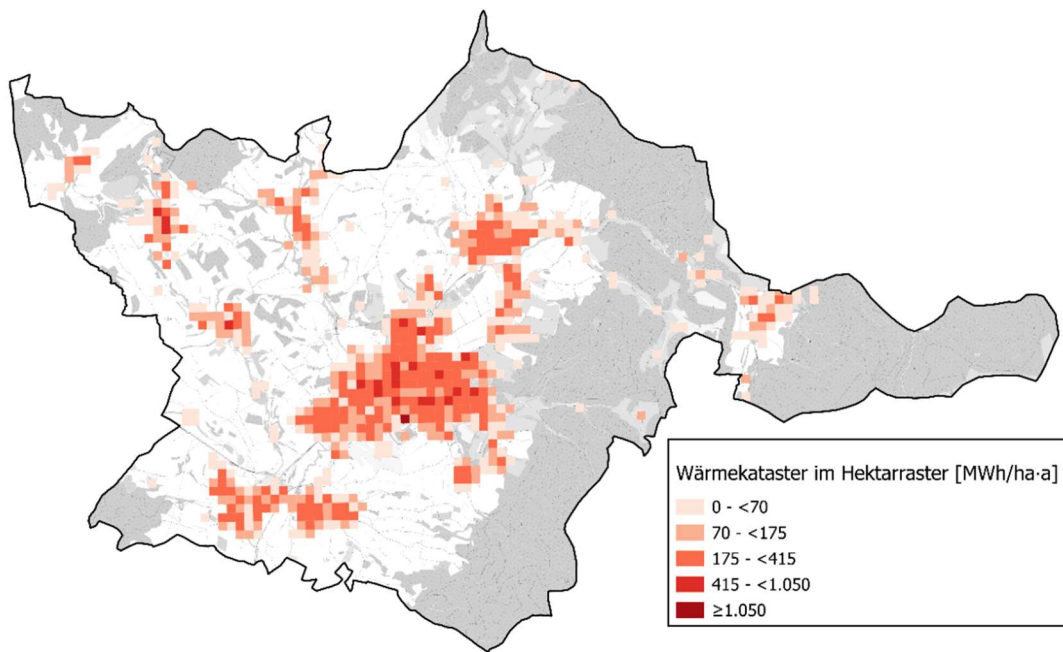 Wärmekataster im Hektarraster [MWh/ha·a]
0 - <70
70 - <175
175 - <415
415 - <1.050
≥1.050